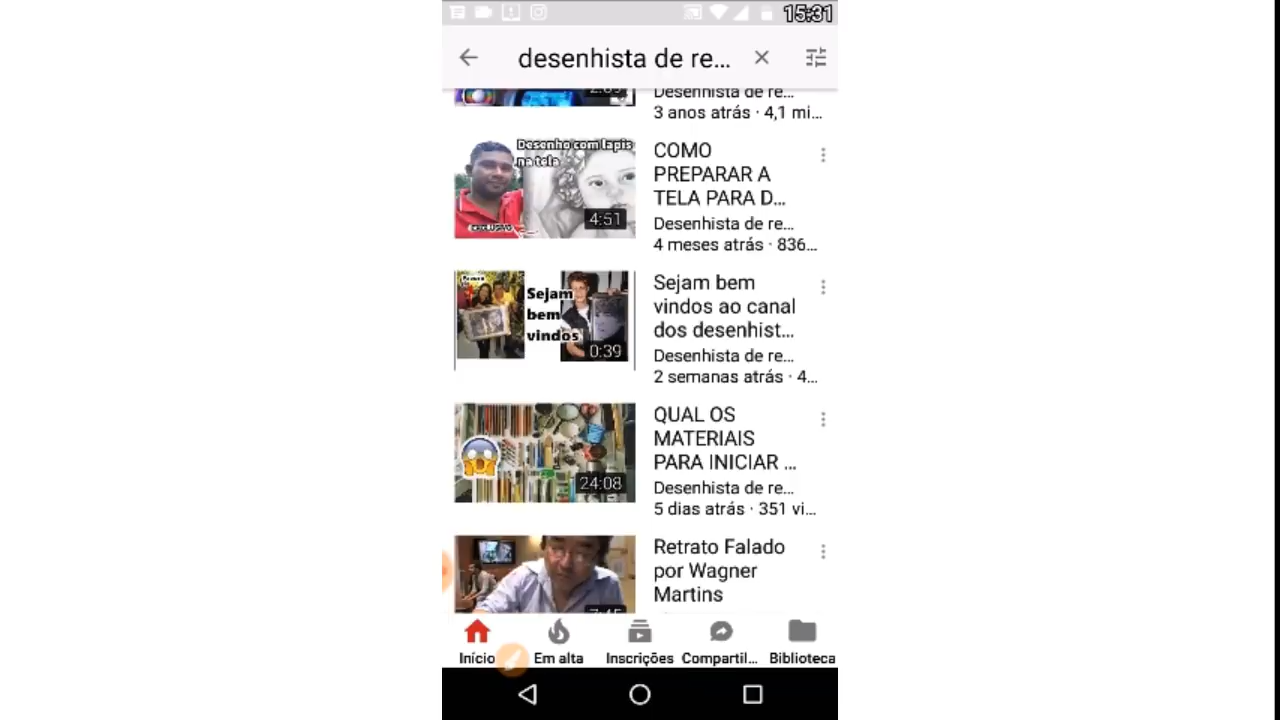 15:31
desenhista de re...
Desenhista de re...
3 anos atrás · 4,1 mi...
Desenho com lapis
na tela
EXCLUSIVO
4:51
COMO
PREPARAR A
TELA PARA D...
Desenhista de re...
4 meses atrás · 836...
Sejam
bem
vindos
0:39
Sejam bem
vindos ao canal
dos desenhist...
Desenhista de re...
2 semanas atrás · 4...
24:08
QUAL OS
MATERIAIS
PARA INICIAR ...
Desenhista de re...
5 dias atrás · 351 vi...
Retrato Falado
por Wagner
Martins
Início
Em alta
Inscrições
Compartil...
Biblioteca